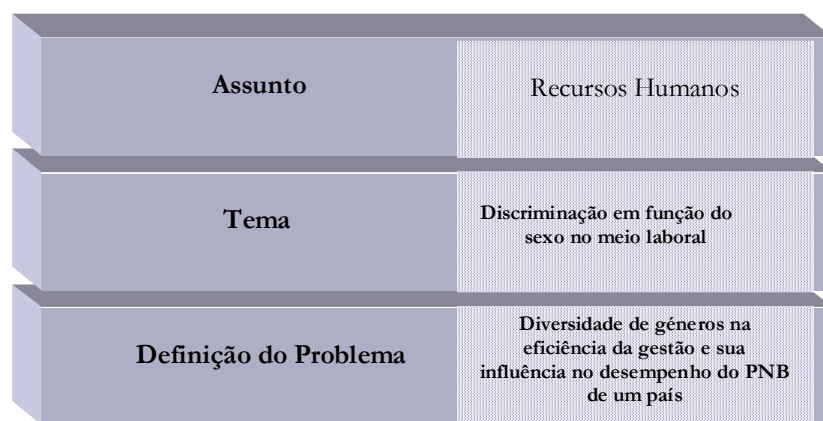 Assunto
Recursos Humanos
Tema
Discriminação em função do
sexo no meio laboral
Definição do Problema
Diversidade de géneros na
eficiência da gestão e sua
influência no desempenho do PNB
de um país